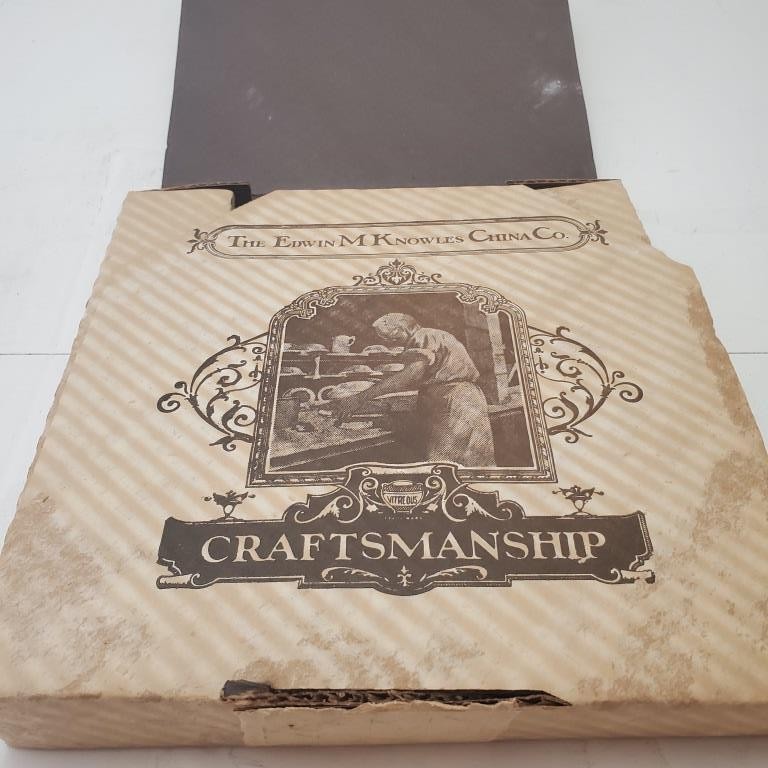 The Edwin M Knowles China Co.
VITREOUS
CRAFTSMANSHIP